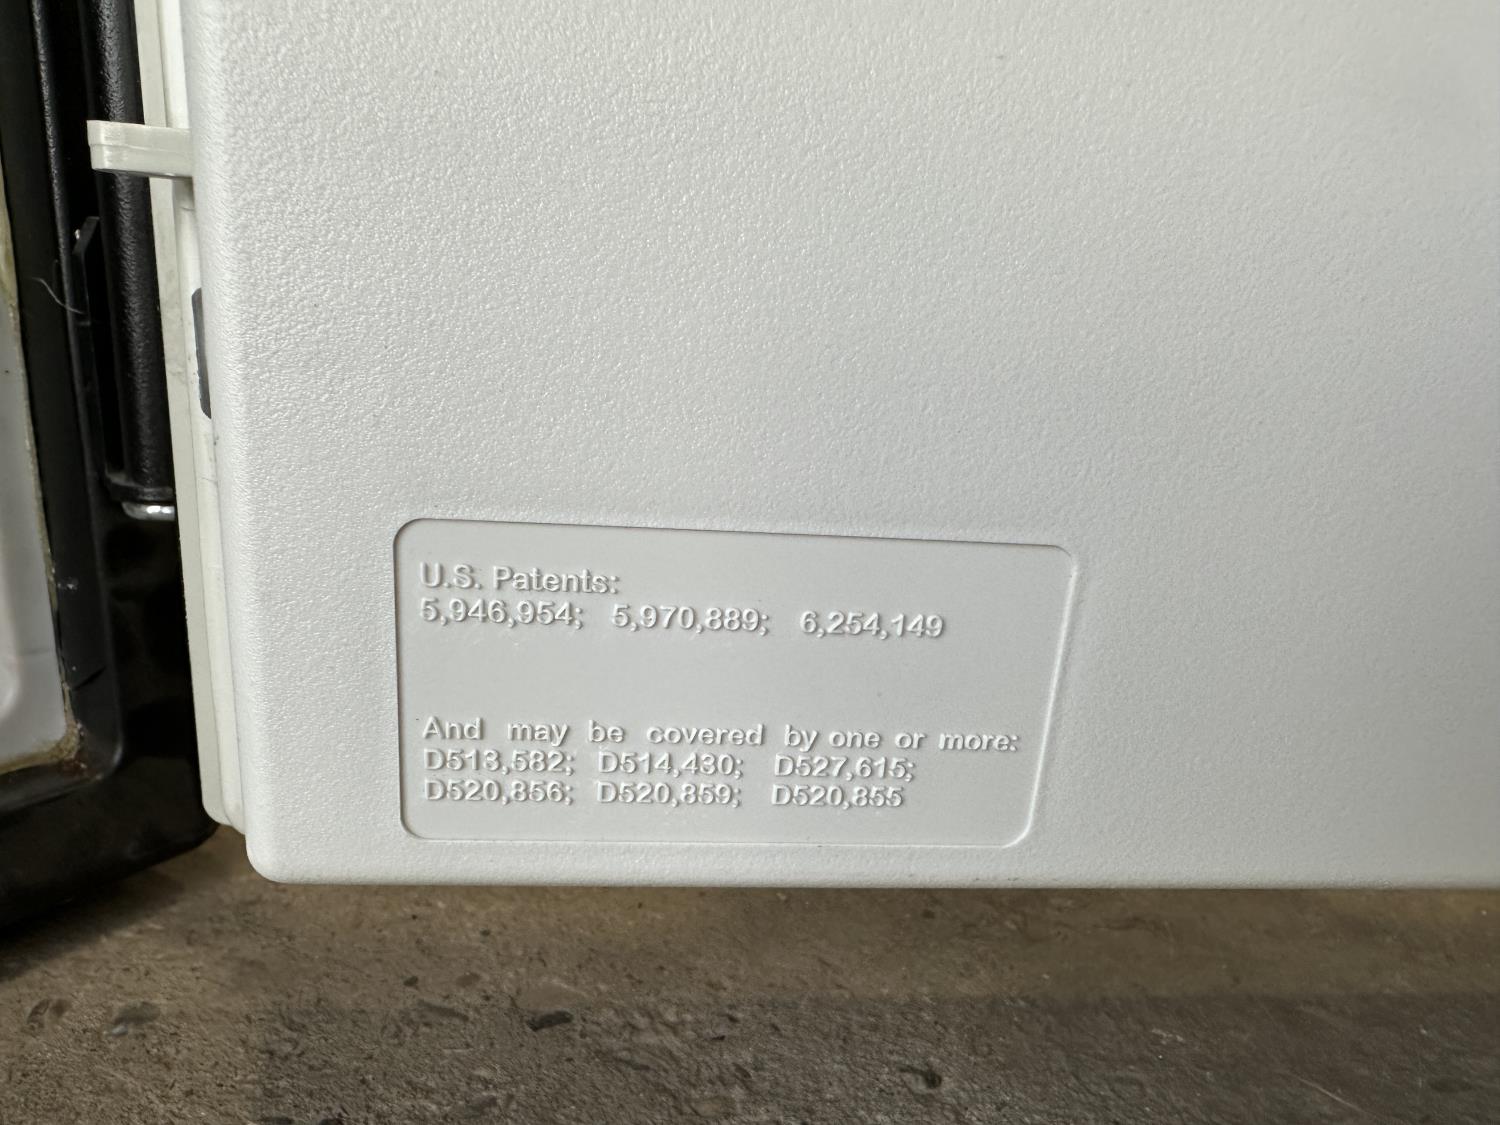 U.S. Patents:
5,946,954; 5,970,889; 6,254,149
And may be covered by one or more:
D513,582; D514,430; D527,615;
D520,856; D520,859; D520,855